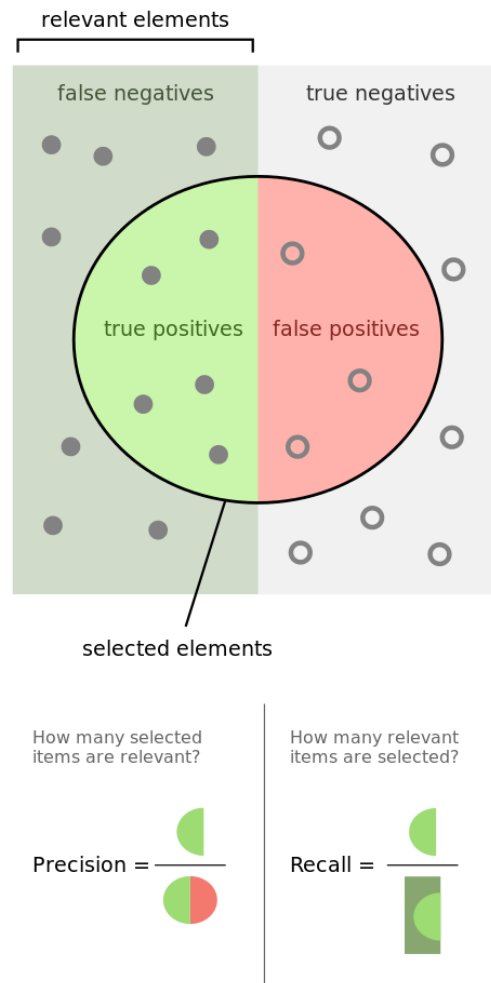 relevant elements
false negatives
true negatives
true positives
false positives
selected elements
How many selected
items are relevant?
How many relevant
items are selected?
Precision =
Recall =